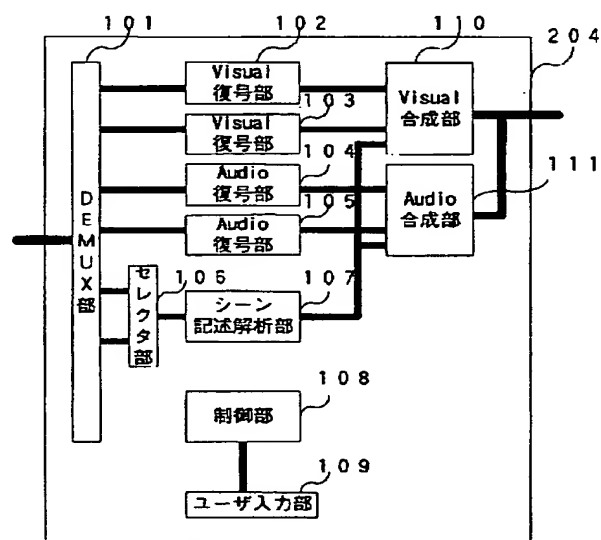 101
102
110
204
Visual
復号部
103
Visual
復号部
Visual
合成部
104
Audio
復号部
105
Audio
復号部
111
Audio
合成部
DEMUX部
セレクタ部
106
107
シーン
記述解析部
108
制御部
109
ユーザ入力部